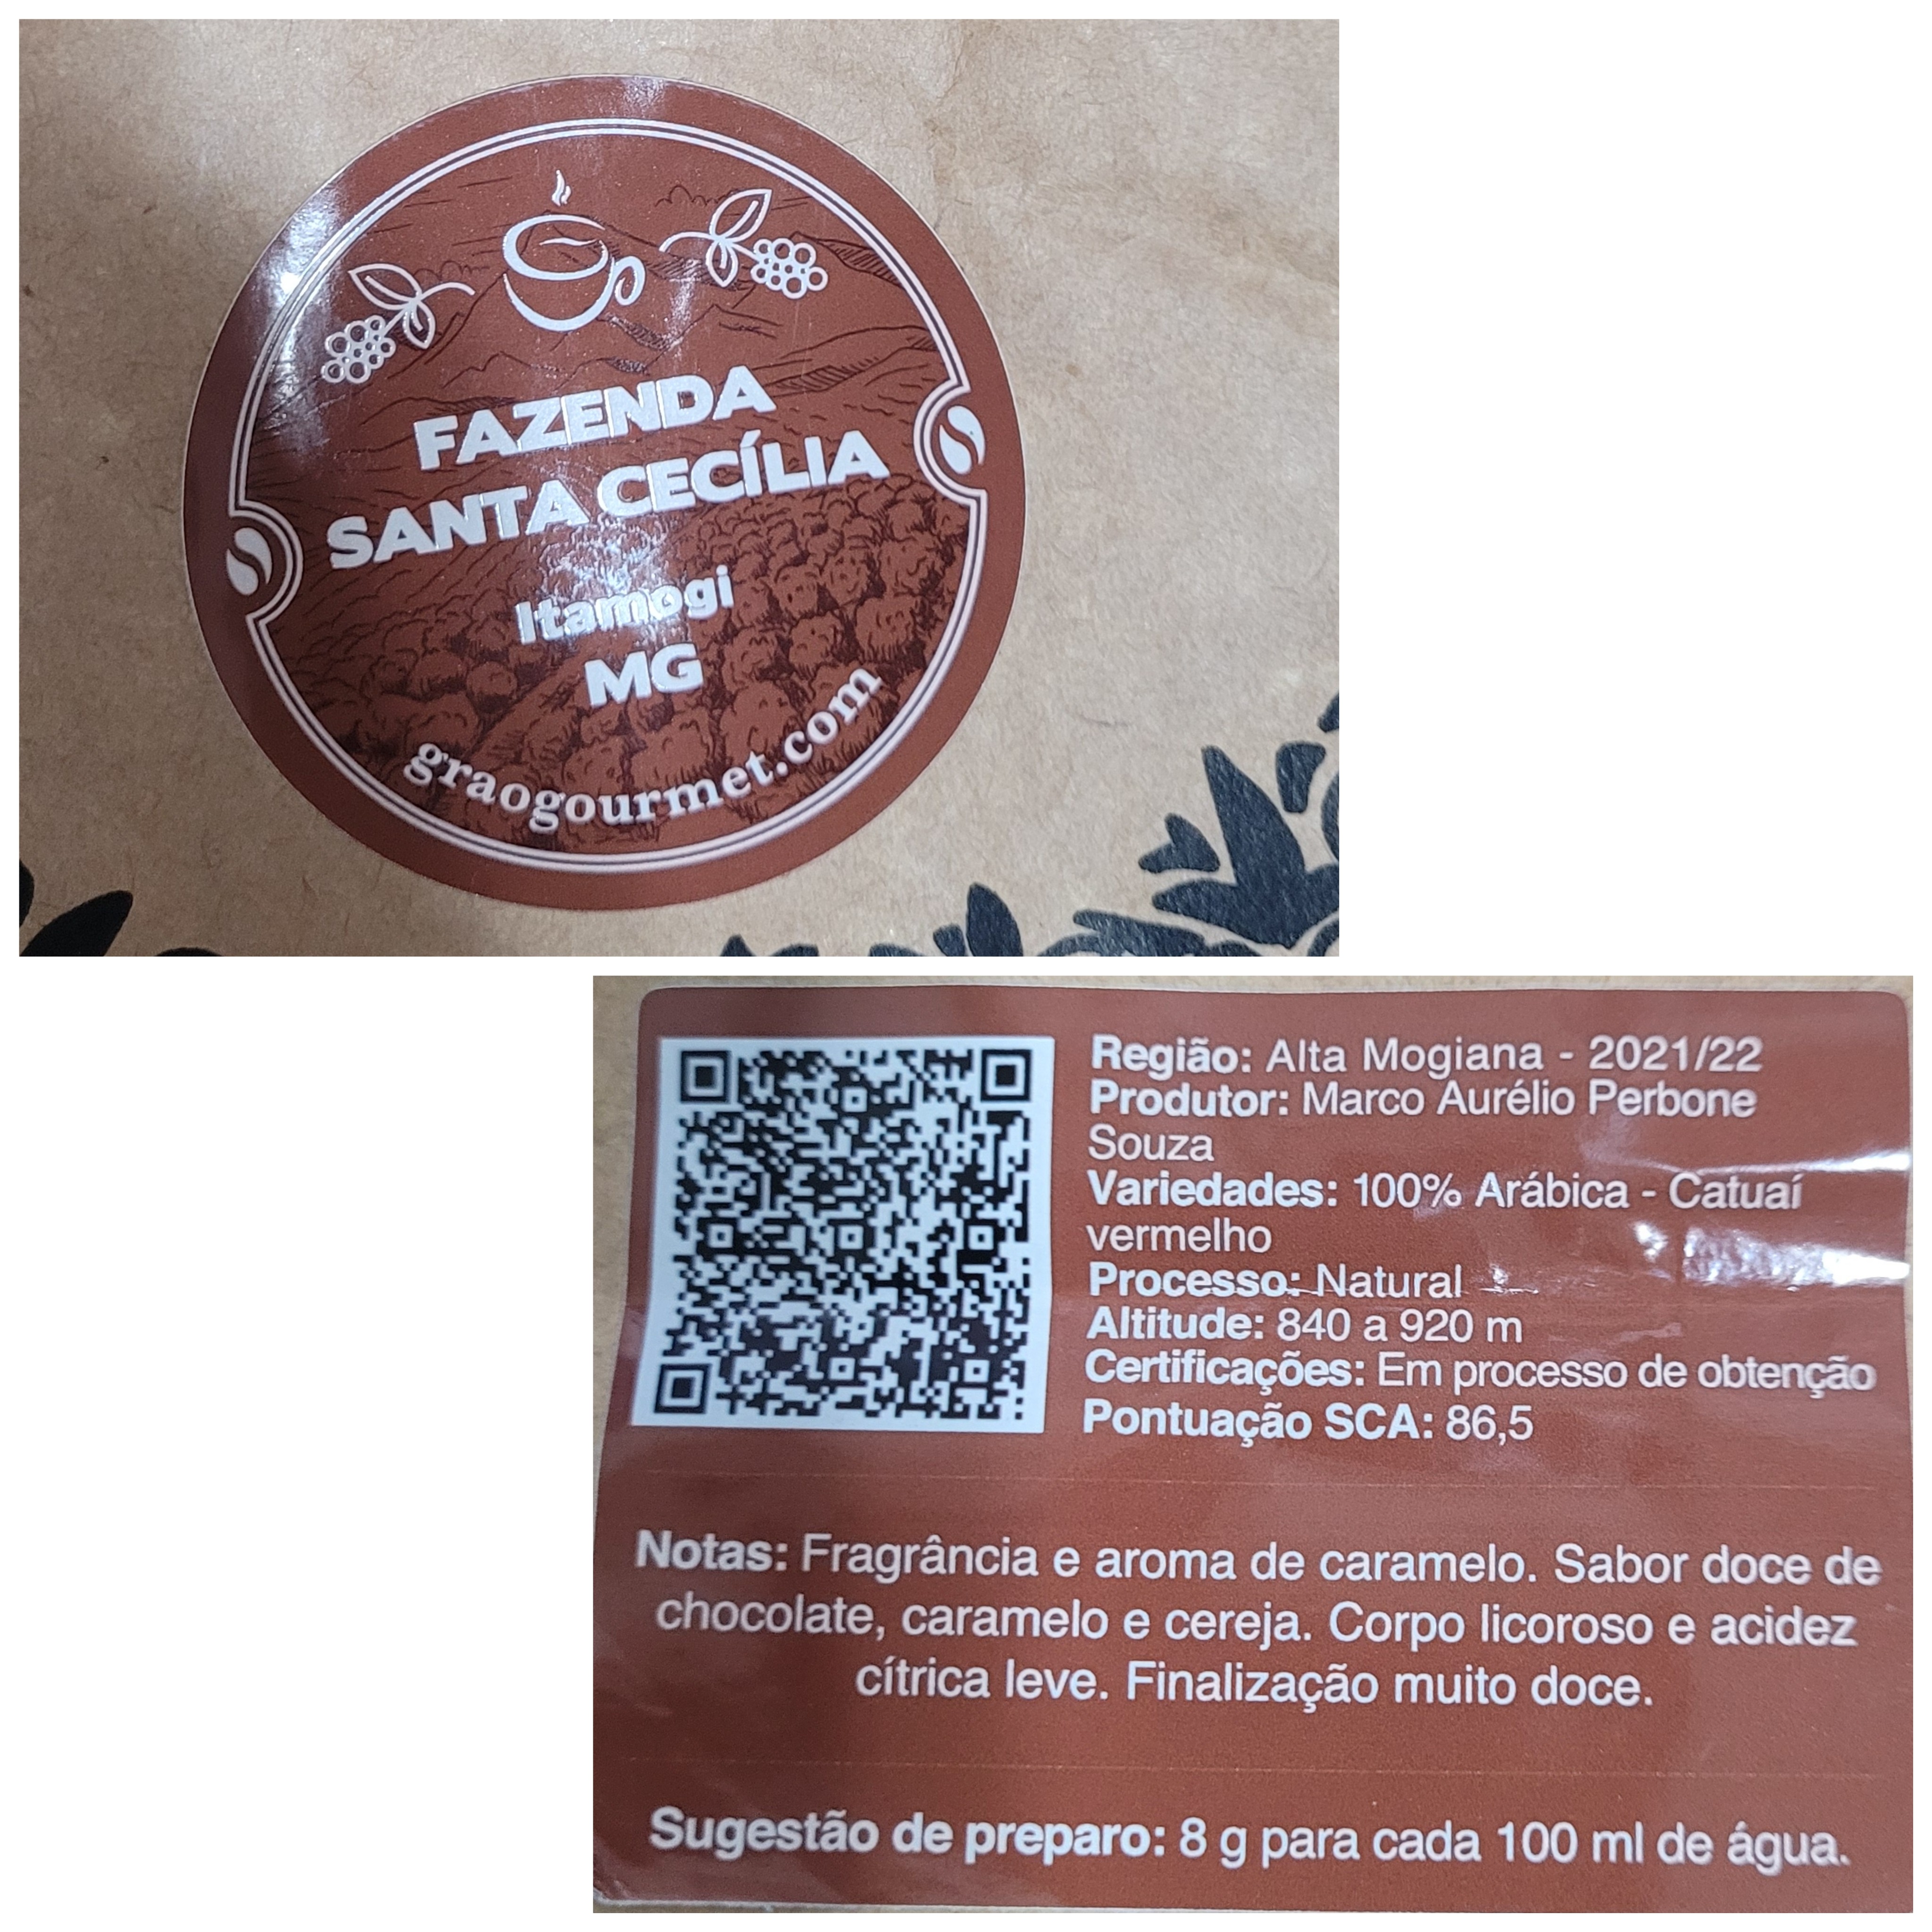 FAZENDA
SANTA CECÍLIA
Itamogi
MG
graogourmet.com
Região: Alta Mogiana - 2021/22
Produtor: Marco Aurélio Perbone
Souza
Variedades: 100% Arábica - Catuaí
vermelho
Processo: Natural
Altitude: 840 a 920 m
Certificações: Em processo de obtenção
Pontuação SCA: 86,5
Notas: Fragrância e aroma de caramelo. Sabor doce de
chocolate, caramelo e cereja. Corpo licoroso e acidez
cítrica leve. Finalização muito doce.
Sugestão de preparo: 8 g para cada 100 ml de água.